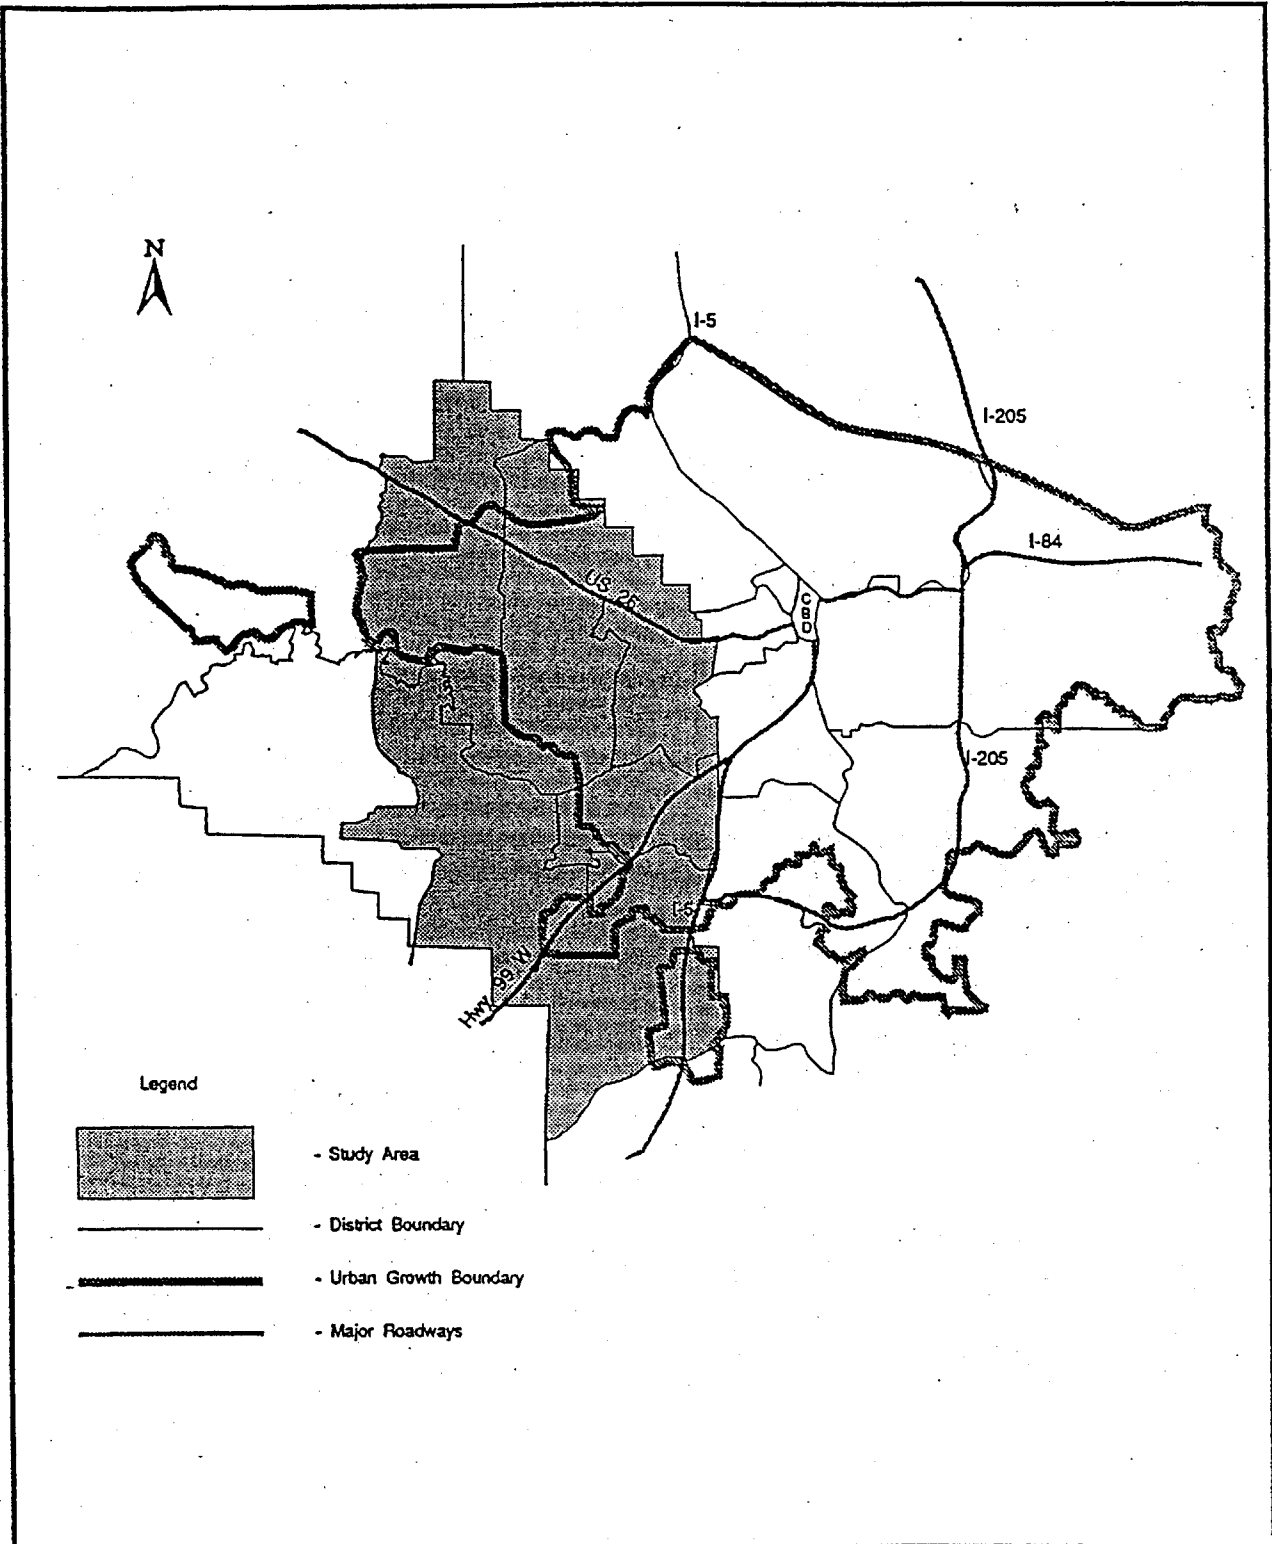 N
I-5
I-205
I-84
US 26
CBD
I-205
I-5
Hwy. 99 W
Legend
- Study Area
- District Boundary
- Urban Growth Boundary
- Major Roadways